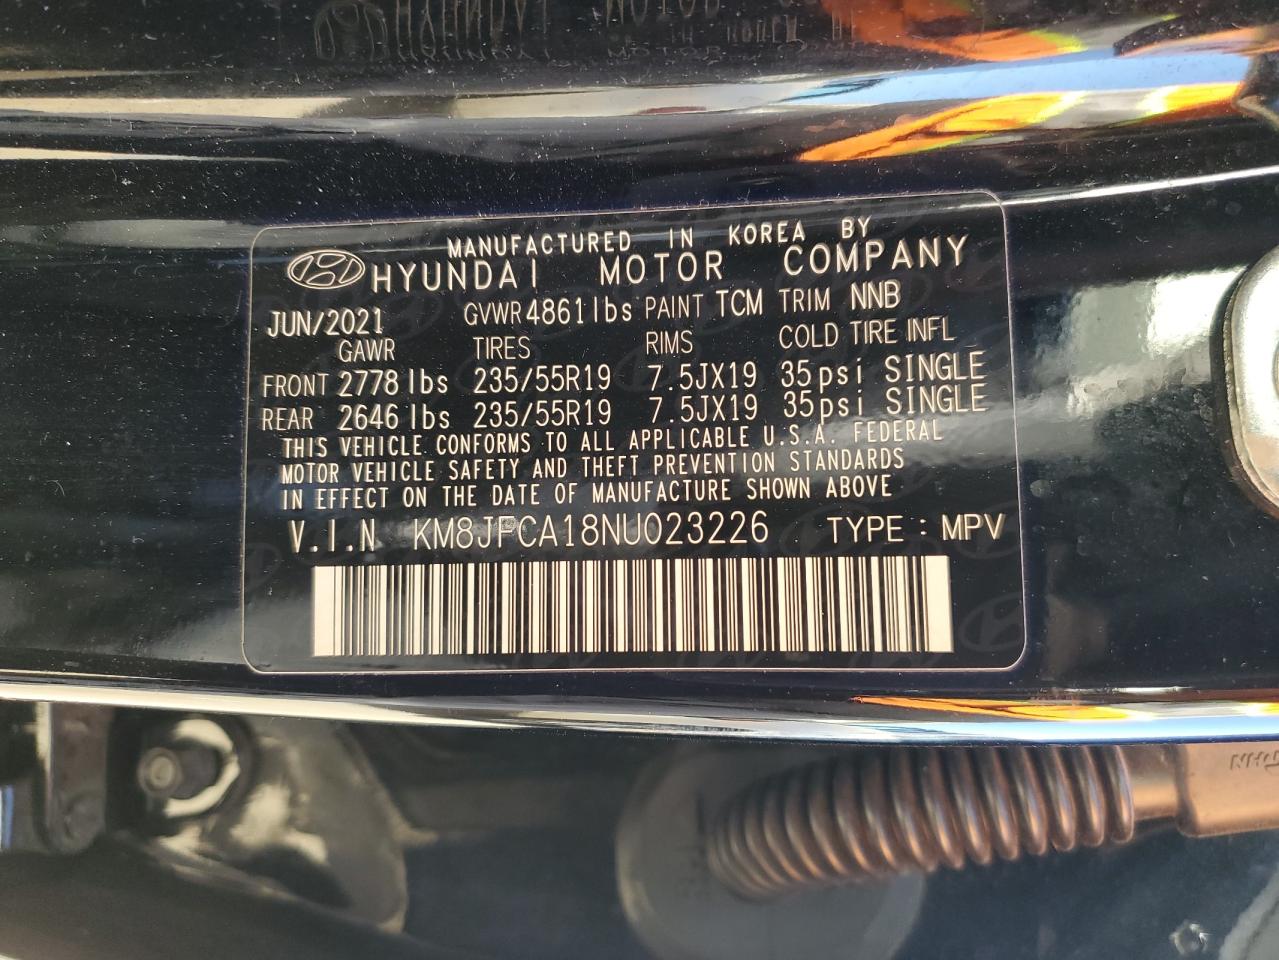 MANUFACTURED IN KOREA BY
HYUNDAI MOTOR COMPANY
JUN/2021 GVWR 4861 lbs PAINT TCM TRIM NNB
GAWR TIRES RIMS COLD TIRE INFL
FRONT 2778 lbs 235/55R19 7.5JX19 35psi SINGLE
REAR 2646 lbs 235/55R19 7.5JX19 35psi SINGLE
THIS VEHICLE CONFORMS TO ALL APPLICABLE U.S.A. FEDERAL
MOTOR VEHICLE SAFETY AND THEFT PREVENTION STANDARDS
IN EFFECT ON THE DATE OF MANUFACTURE SHOWN ABOVE
V.I.N KM8JFCA18NU023226 TYPE : MPV